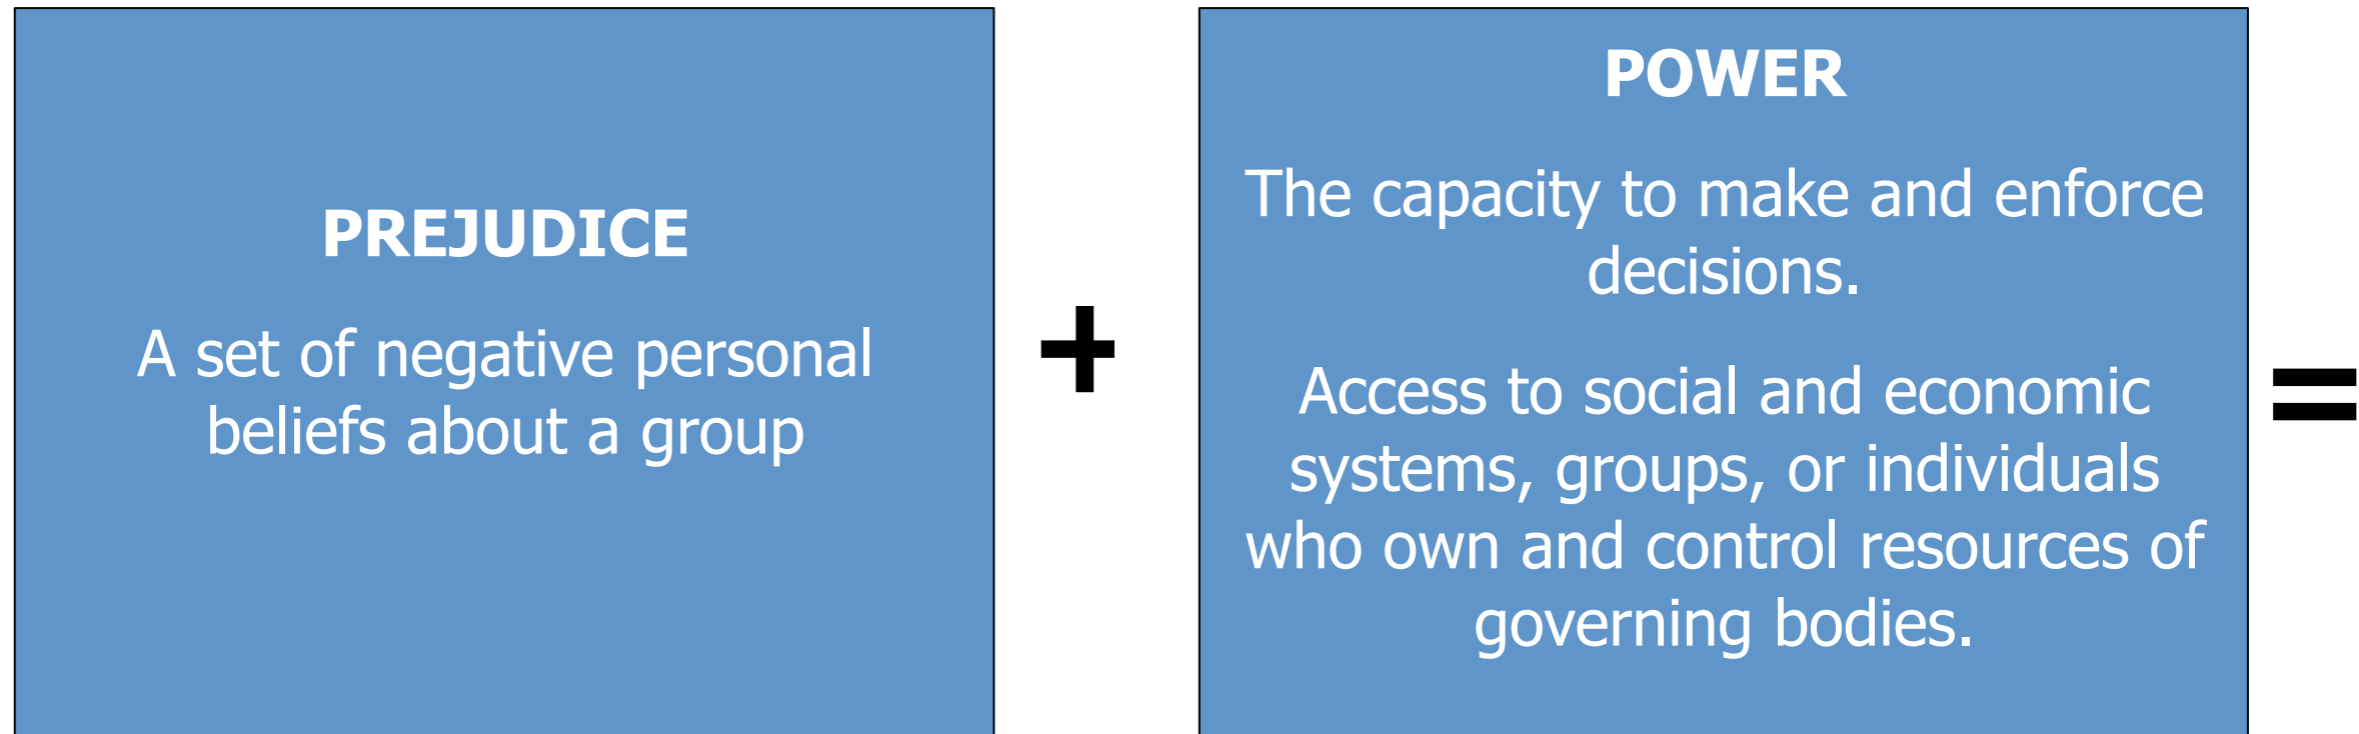 PREJUDICE
A set of negative personal
beliefs about a group
+
POWER
The capacity to make and enforce
decisions.
Access to social and economic
systems, groups, or individuals
who own and control resources of
governing bodies.
=